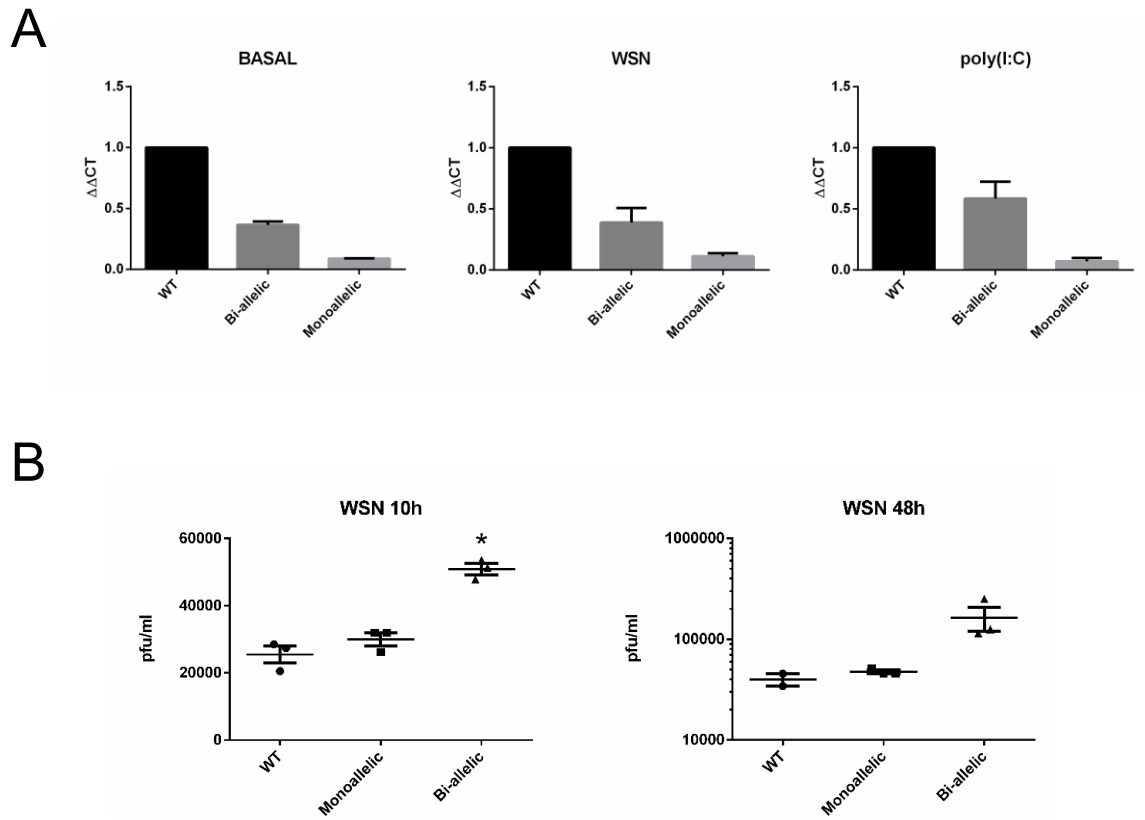 A
BASAL
WSN
poly(I:C)
1.5
1.0
0.5
0.0
ΔΔCT
WT
Bi-allelic
Monoallelic
1.5
1.0
0.5
0.0
ΔΔCT
WT
Bi-allelic
Monoallelic
1.5
1.0
0.5
0.0
ΔΔCT
WT
Bi-allelic
Monoallelic
B
WSN 10h
WSN 48h
60000
40000
20000
0
pfu/ml
*
WT
Monoallelic
Bi-allelic
1000000
100000
10000
pfu/ml
WT
Monoallelic
Bi-allelic